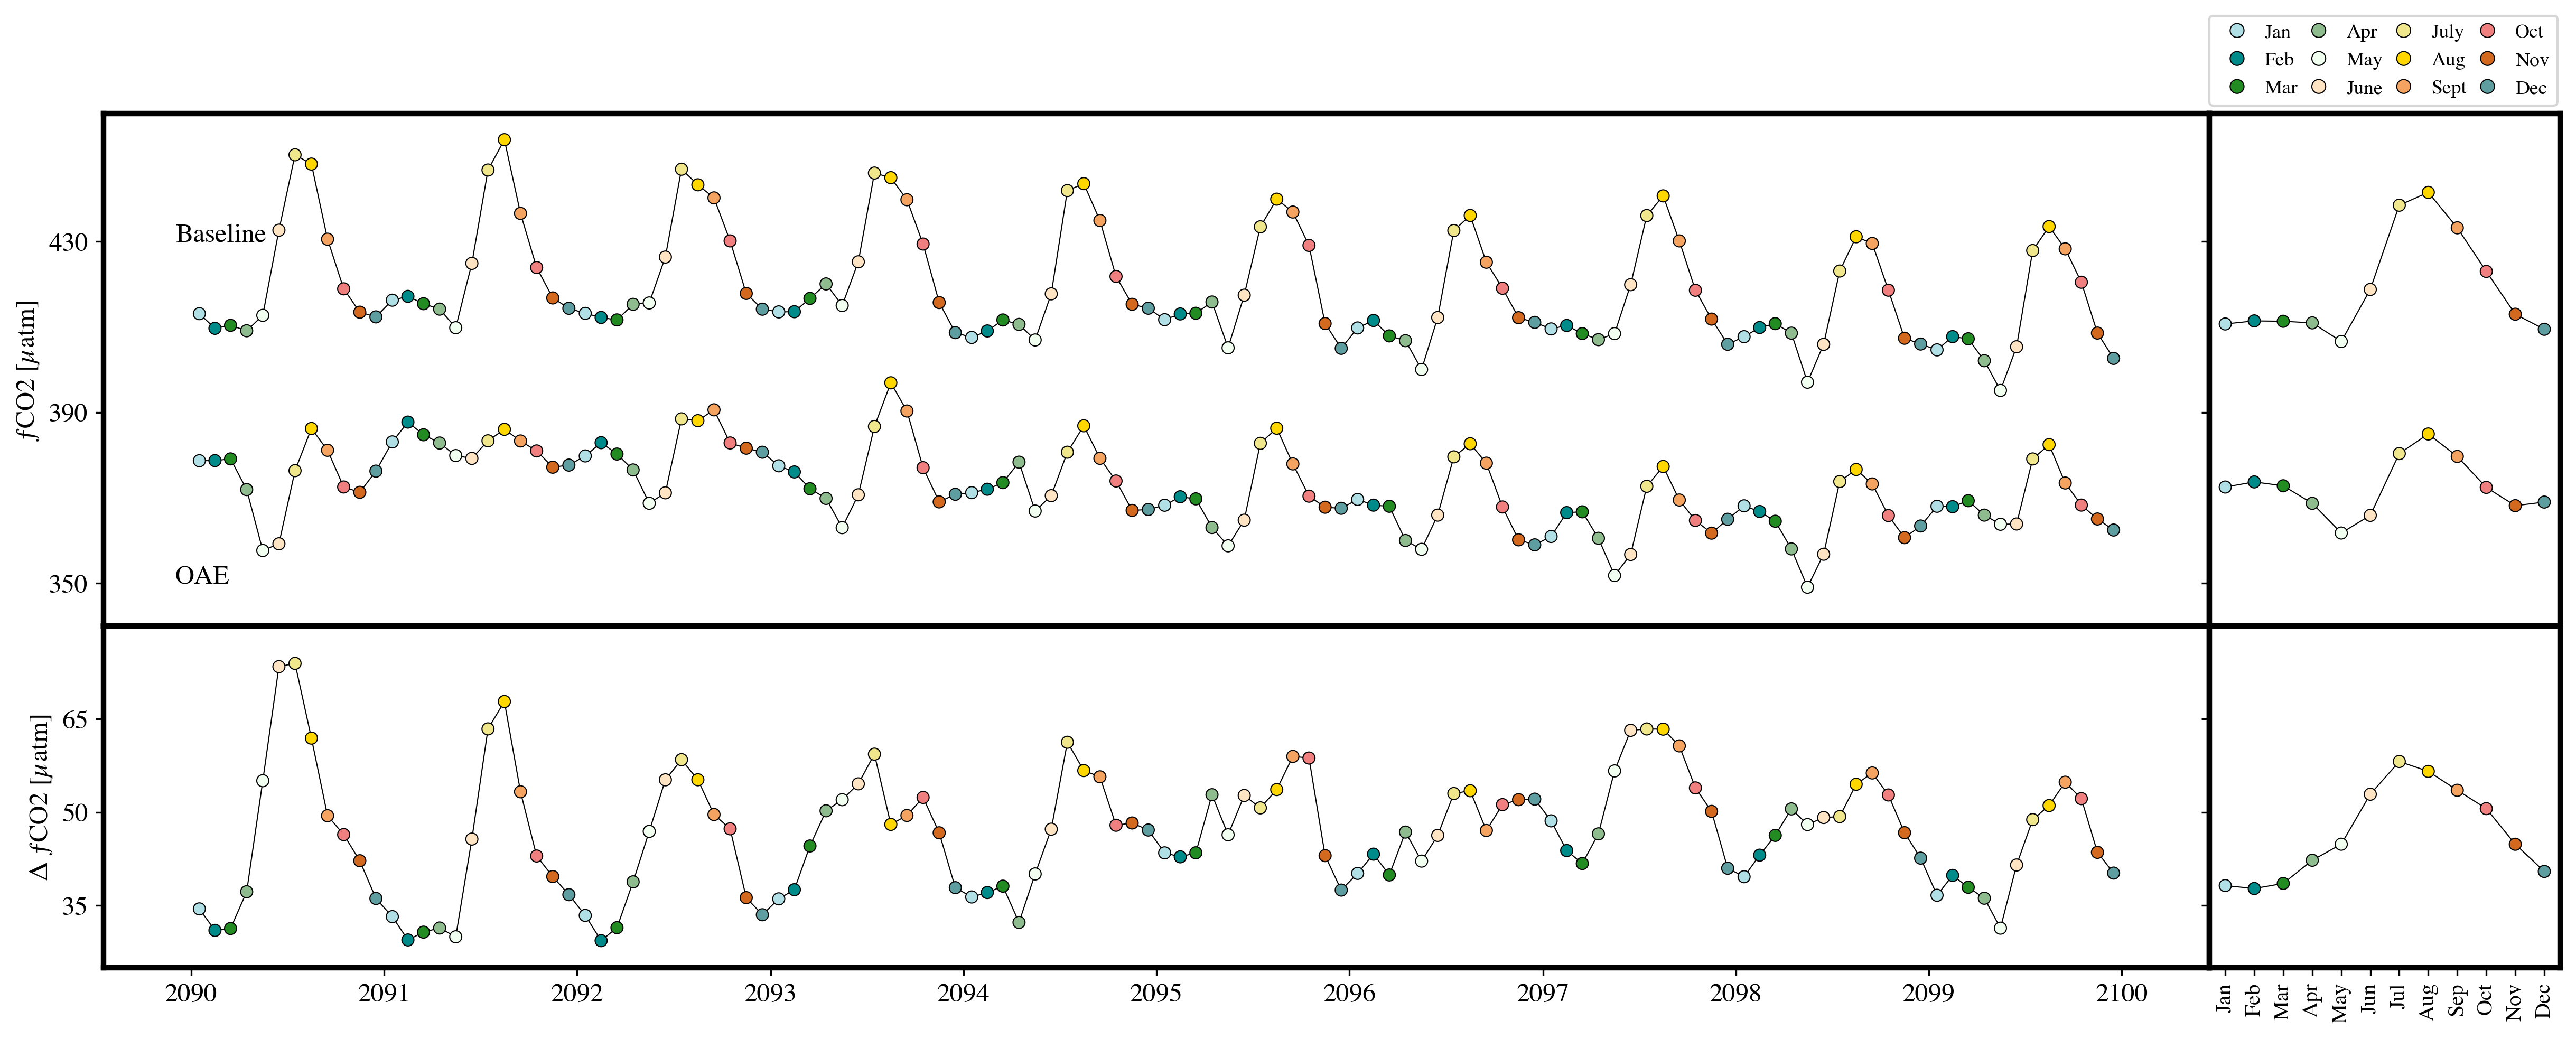 Jan Apr July Oct
Feb May Aug Nov
Mar June Sept Dec
fCO2 [μatm]
430
390
350
Baseline
OAE
Δ fCO2 [μatm]
65
50
35
2090 2091 2092 2093 2094 2095 2096 2097 2098 2099 2100
Jan Feb Mar Apr May Jun Jul Aug Sep Oct Nov Dec